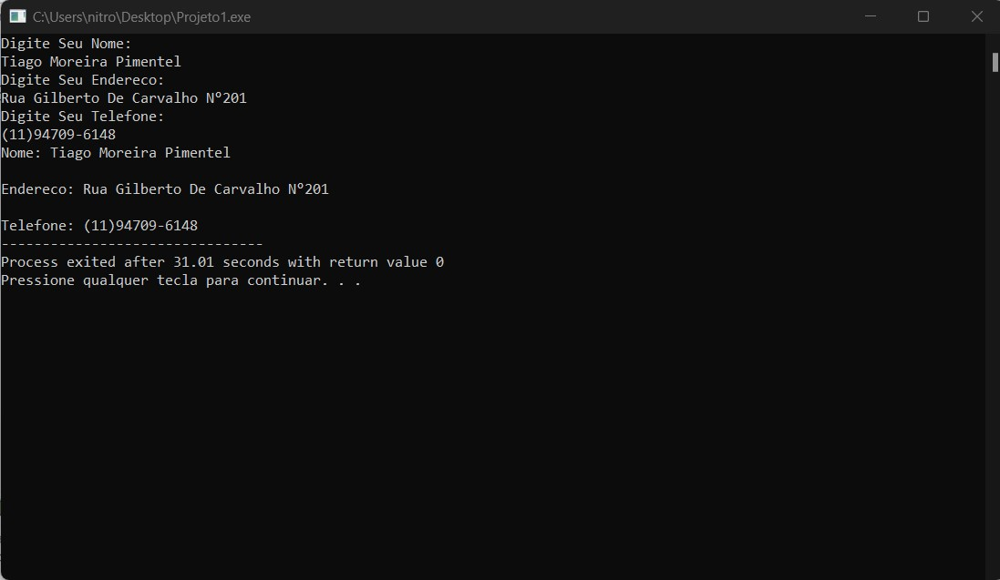 C:\Users\nitro\Desktop\Projeto1.exe
Digite Seu Nome:
Tiago Moreira Pimentel
Digite Seu Endereco:
Rua Gilberto De Carvalho Nº201
Digite Seu Telefone:
(11)94709-6148
Nome: Tiago Moreira Pimentel
Endereco: Rua Gilberto De Carvalho Nº201
Telefone: (11)94709-6148
--------------------------------
Process exited after 31.01 seconds with return value 0
Pressione qualquer tecla para continuar. . .